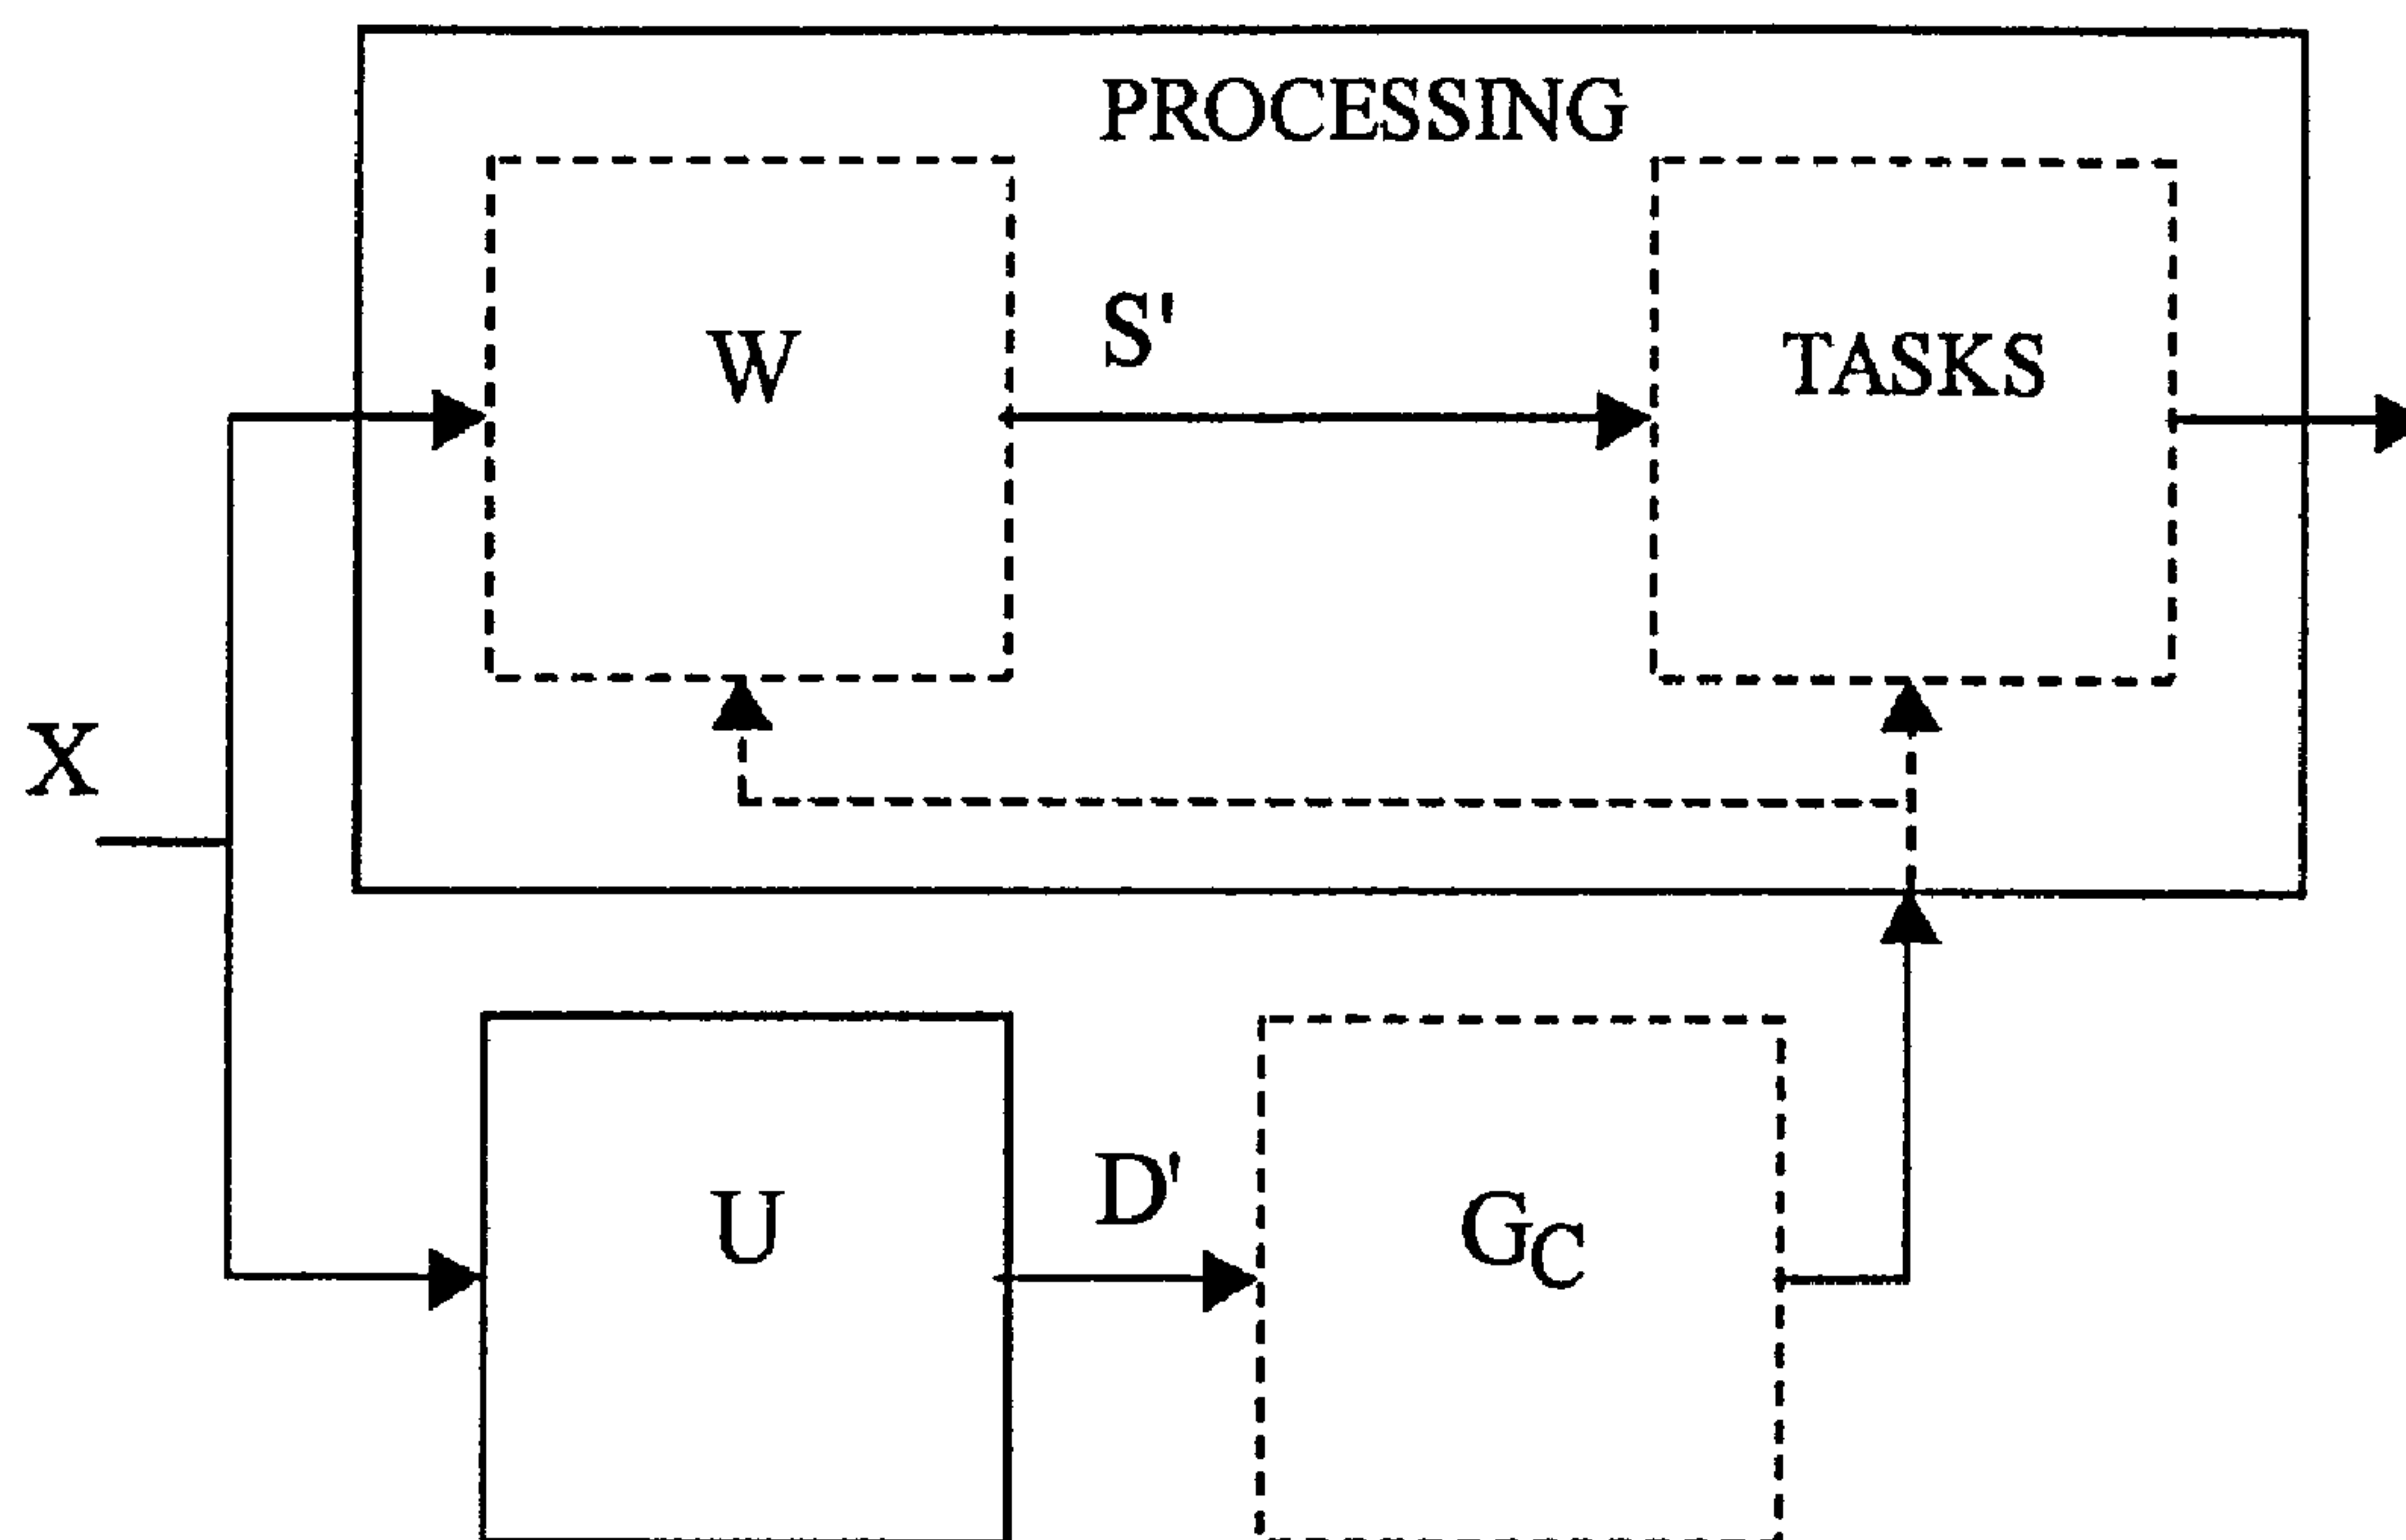 PROCESSING
W
S'
TASKS
X
U
D'
GC